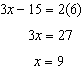 3x − 15 = 2(6)
3x = 27
x = 9